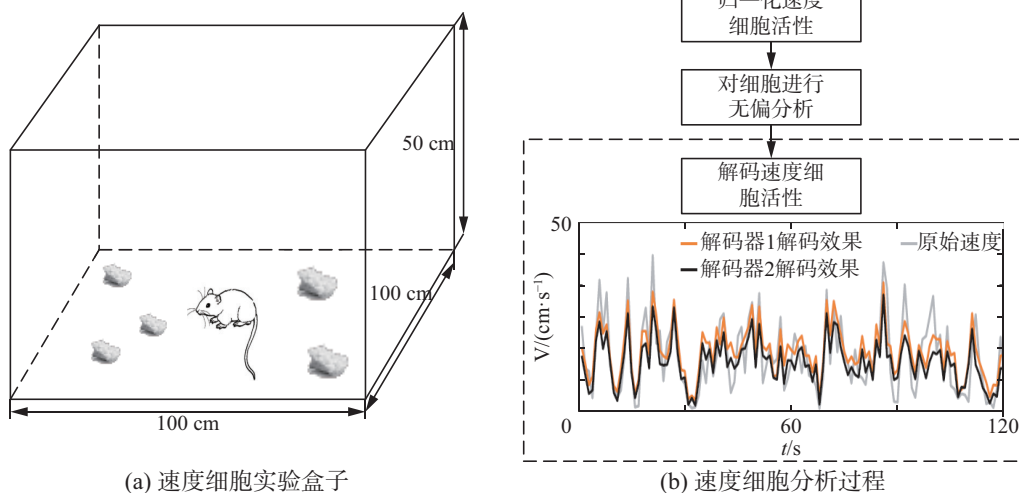 归一化速度
细胞活性
对细胞进行
无偏分析
解码速度细
胞活性
50 cm
100 cm
100 cm
50
解码器1解码效果
原始速度
解码器2解码效果
V/(cm·s⁻¹)
0
60
120
t/s
(a) 速度细胞实验盒子
(b) 速度细胞分析过程